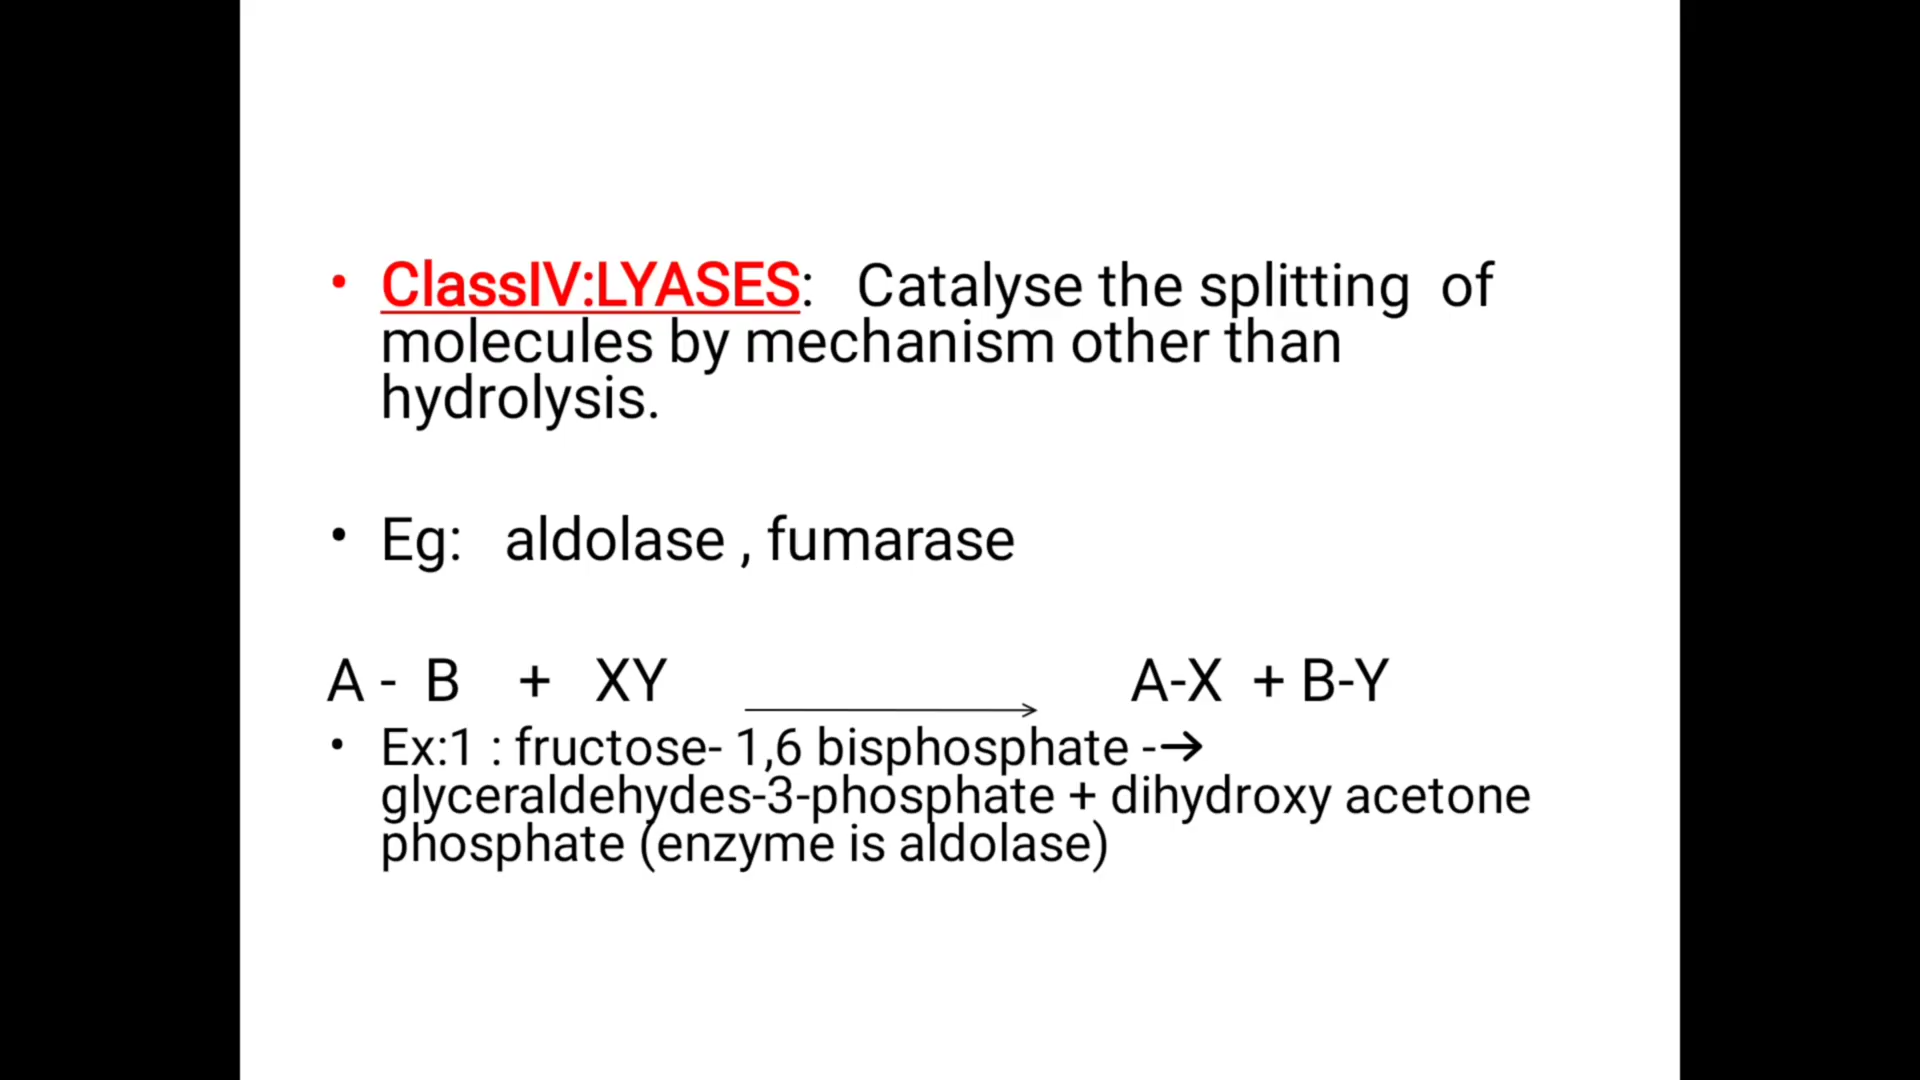 • ClassIV:LYASES: Catalyse the splitting of
molecules by mechanism other than
hydrolysis.
• Eg: aldolase , fumarase
A - B + XY → A-X + B-Y
• Ex:1 : fructose- 1,6 bisphosphate -→
glyceraldehydes-3-phosphate + dihydroxy acetone
phosphate (enzyme is aldolase)